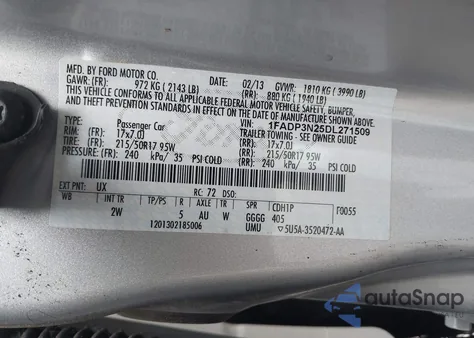 MFD. BY FORD MOTOR CO.
DATE: 02/13 GVWR: 1810 KG ( 3990 LB)
GAWR: (FR): 972 KG ( 2143 LB) (RR): 880 KG ( 1940 LB)
THIS VEHICLE CONFORMS TO ALL APPLICABLE FEDERAL MOTOR VEHICLE SAFETY, BUMPER,
AND THEFT PREVENTION STANDARDS IN EFFECT ON THE DATE OF MANUFACTURE SHOWN ABOVE.
TYPE: Passenger Car VIN: 1FADP3N25DL271509
TRAILER TOWING - SEE OWNER GUIDE
RIM: (FR): 17x7.0J (RR): 17x7.0J
TIRE: (FR): 215/50R17 95W (RR): 215/50R17 95W
(FR): 240 kPa/ 35 PSI COLD (RR): 240 kPa/ 35 PSI COLD
EXT PNT: UX RC: 72 DSO: F0055
WB INT TR TP/PS R AXLE TR SPR CDH1P
2W 5 AU W GGGG 405
1201302185006 UMU 5U5A-3520472-AA
autoSnap
POWERED BY